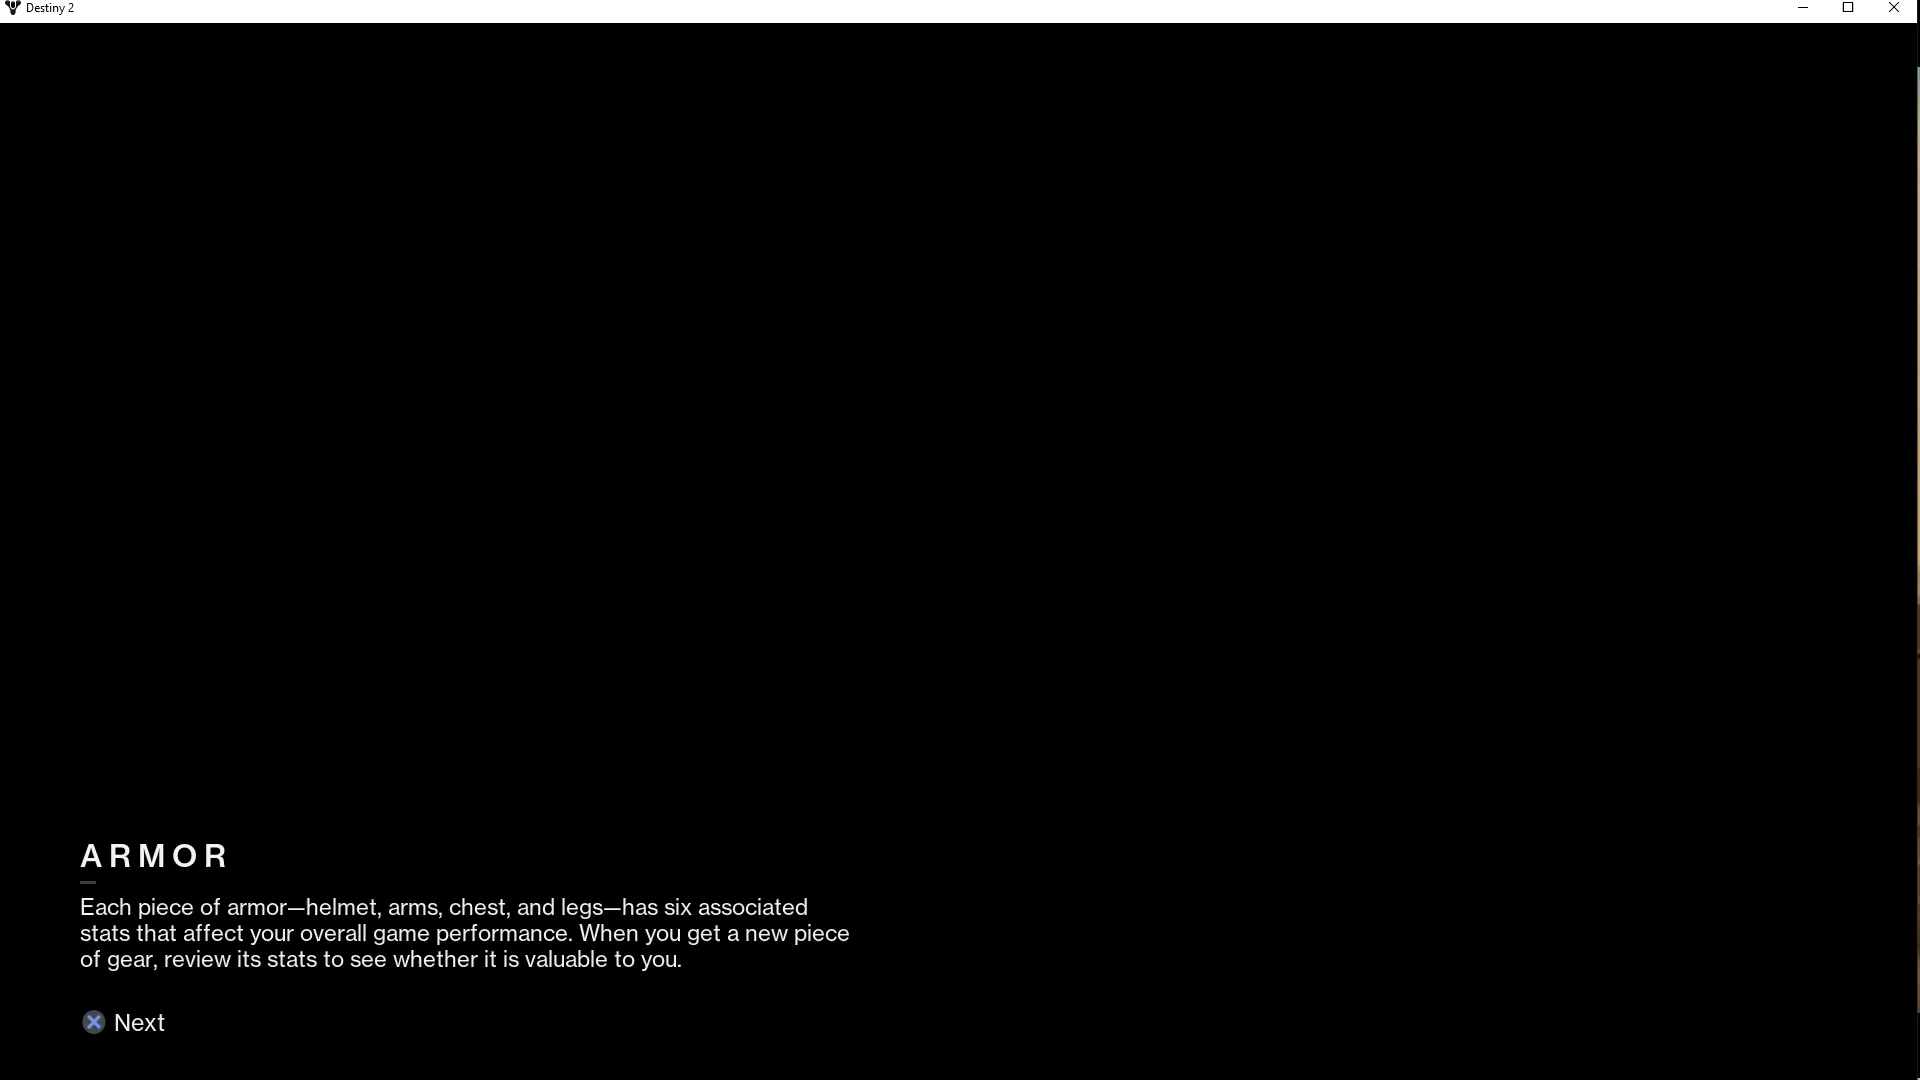 Destiny 2
ARMOR
Each piece of armor—helmet, arms, chest, and legs—has six associated
stats that affect your overall game performance. When you get a new piece
of gear, review its stats to see whether it is valuable to you.
Next